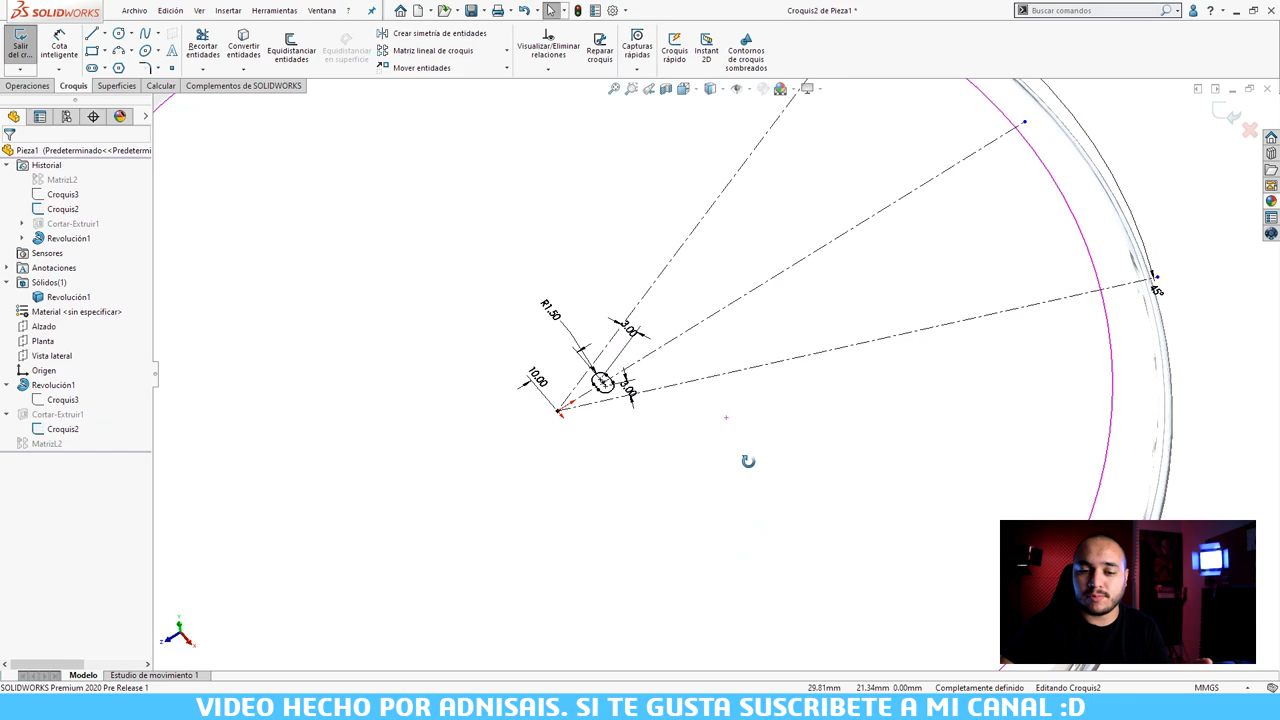 SOLIDWORKS
Archivo Edición Ver Insertar Herramientas Ventana ?
Croquis2 de Pieza1 *
Buscar comandos
Salir del cr...
Cota inteligente
Recortar entidades
Convertir entidades
Equidistanciar entidades
Equidistanciar en superficie
Crear simetría de entidades
Matriz lineal de croquis
Mover entidades
Visualizar/Eliminar relaciones
Reparar croquis
Capturas rápidas
Croquis rápido
Instant 2D
Contornos de croquis sombreados
Operaciones Croquis Superficies Calcular Complementos de SOLIDWORKS
Pieza1 (Predeterminado<<Predetermi
Historial
MatrizL2
Croquis3
Croquis2
Cortar-Extruir1
Revolución1
Sensores
Anotaciones
Sólidos(1)
Revolución1
Material <sin especificar>
Alzado
Planta
Vista lateral
Origen
Revolución1
Croquis3
Cortar-Extruir1
Croquis2
MatrizL2
R1.50
3.00
10.00
3.00
45°
Y
Z
X
Modelo Estudio de movimiento 1
SOLIDWORKS Premium 2020 Pre Release 1
29.81mm 21.34mm 0.00mm Completamente definido Editando Croquis2 MMGS
VIDEO HECHO POR ADNISAIS. SI TE GUSTA SUSCRIBETE A MI CANAL :D